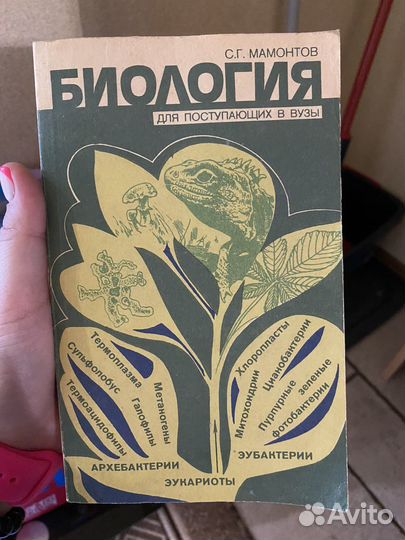 С.Г. МАМОНТОВ
БИОЛОГИЯ
ДЛЯ ПОСТУПАЮЩИХ В ВУЗЫ
Термоплазма
Сульфолобус
Термоацидофилы
Метаногены
Галофилы
АРХЕБАКТЕРИИ
Хлоропласты
Митохондрии
Цианобактерии
Пурпурные зеленые
Фотобактерии
ЭУБАКТЕРИИ
ЭУКАРИОТЫ
Avito